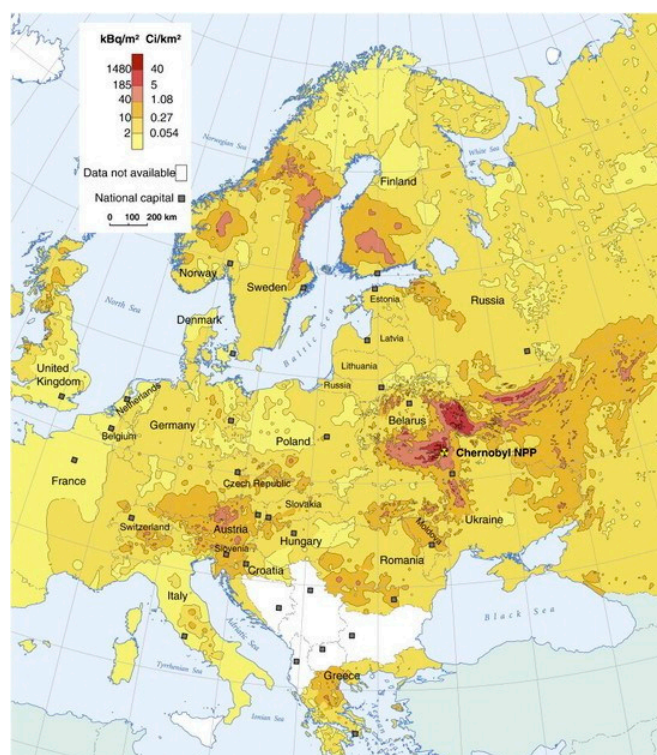 kBq/m² Ci/km²
1480 40
185 5
40 1.08
10 0.27
2 0.054
Data not available
National capital
0 100 200 km
Norwegian Sea
White Sea
Finland
Norway
Sweden
Estonia
Russia
North Sea
Denmark
Baltic Sea
Latvia
Lithuania
United
Kingdom
Russia
Netherlands
Belarus
Germany
Belgium
Poland
Chernobyl NPP
France
Czech Republic
Slovakia
Ukraine
Switzerland
Austria
Moldova
Hungary
Slovenia
Romania
Croatia
Italy
Adriatic Sea
Black Sea
Tyrrhenian Sea
Greece
Ionian Sea